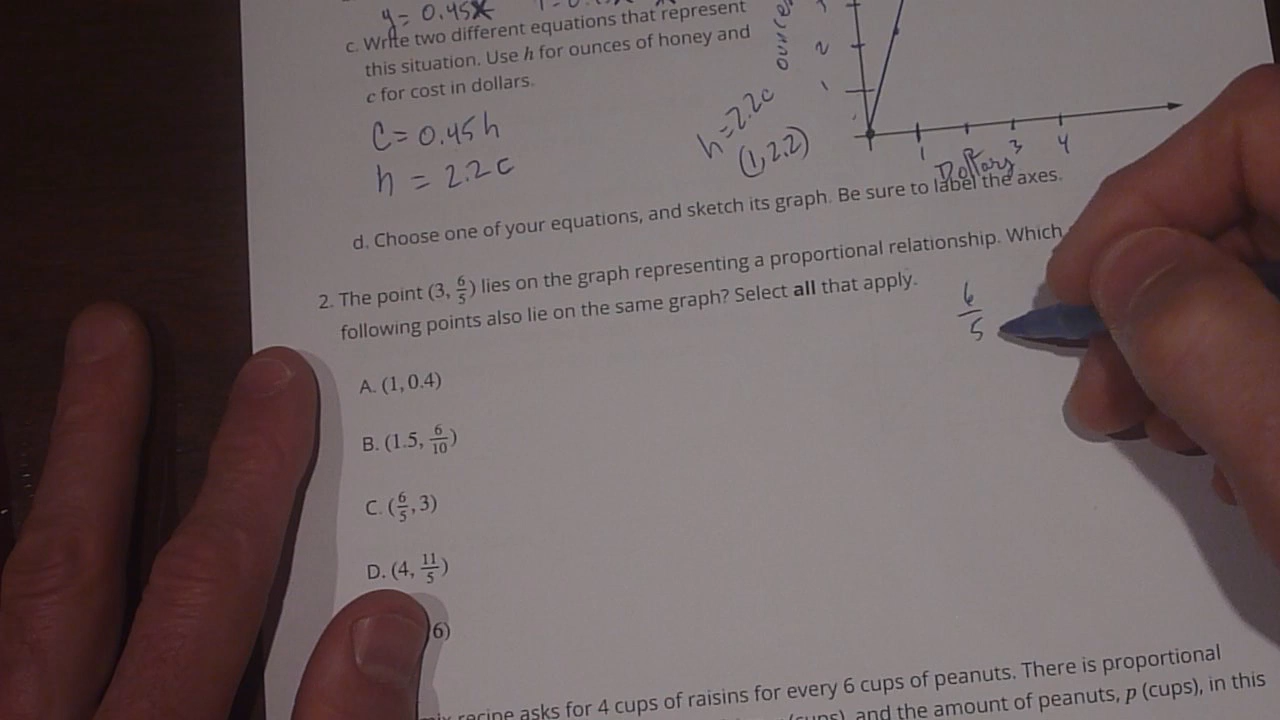 y = 0.45x
c. Write two different equations that represent
this situation. Use h for ounces of honey and
c for cost in dollars.
C = 0.45h
h = 2.2c
h = 2.2c
(1, 2.2)
ounces
2
1
1
3
4
Dollars
d. Choose one of your equations, and sketch its graph. Be sure to label the axes.
2. The point (3, 6/5) lies on the graph representing a proportional relationship. Which
following points also lie on the same graph? Select all that apply.
6/5
A. (1, 0.4)
B. (1.5, 6/10)
C. (6/5, 3)
D. (4, 11/5)
6)
recipe asks for 4 cups of raisins for every 6 cups of peanuts. There is proportional
(cups), and the amount of peanuts, p (cups), in this